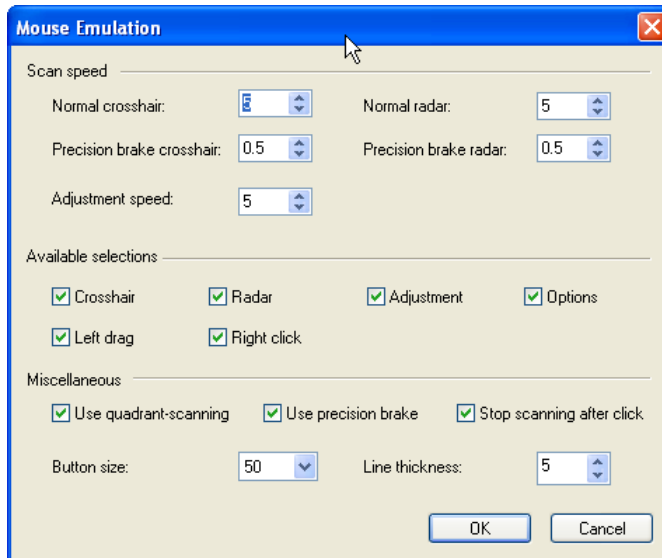 Mouse Emulation
Scan speed
Normal crosshair: 5 Normal radar: 5
Precision brake crosshair: 0.5 Precision brake radar: 0.5
Adjustment speed: 5
Available selections
Crosshair Radar Adjustment Options
Left drag Right click
Miscellaneous
Use quadrant-scanning Use precision brake Stop scanning after click
Button size: 50 Line thickness: 5
OK Cancel